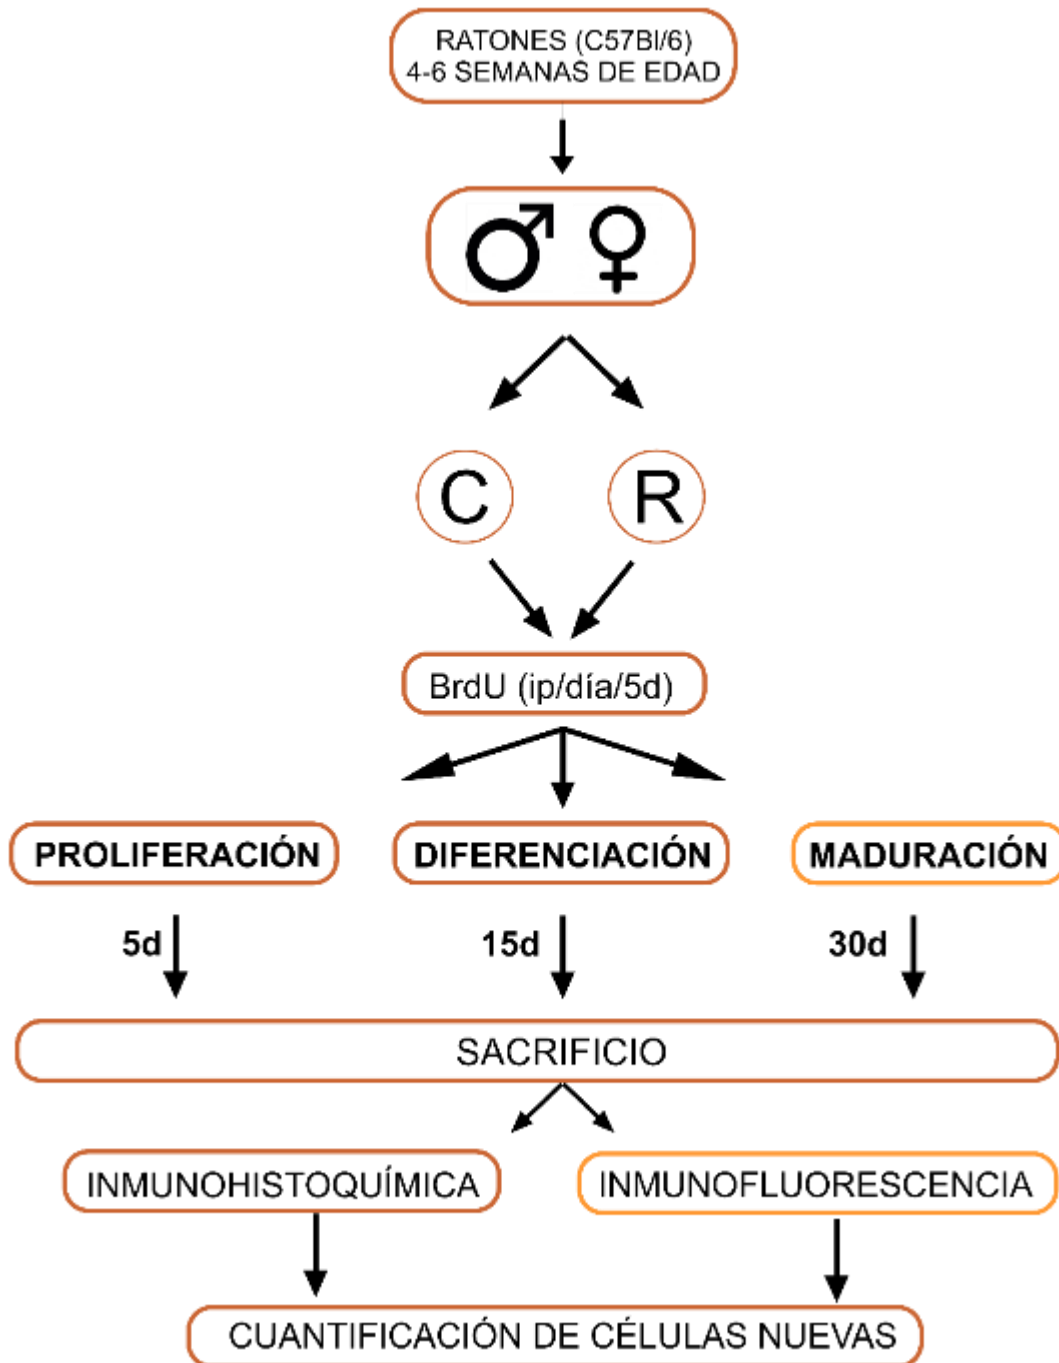 RATONES (C57Bl/6)
4-6 SEMANAS DE EDAD
C
R
BrdU (ip/día/5d)
PROLIFERACIÓN
DIFERENCIACIÓN
MADURACIÓN
5d
15d
30d
SACRIFICIO
INMUNOHISTOQUÍMICA
INMUNOFLUORESCENCIA
CUANTIFICACIÓN DE CÉLULAS NUEVAS